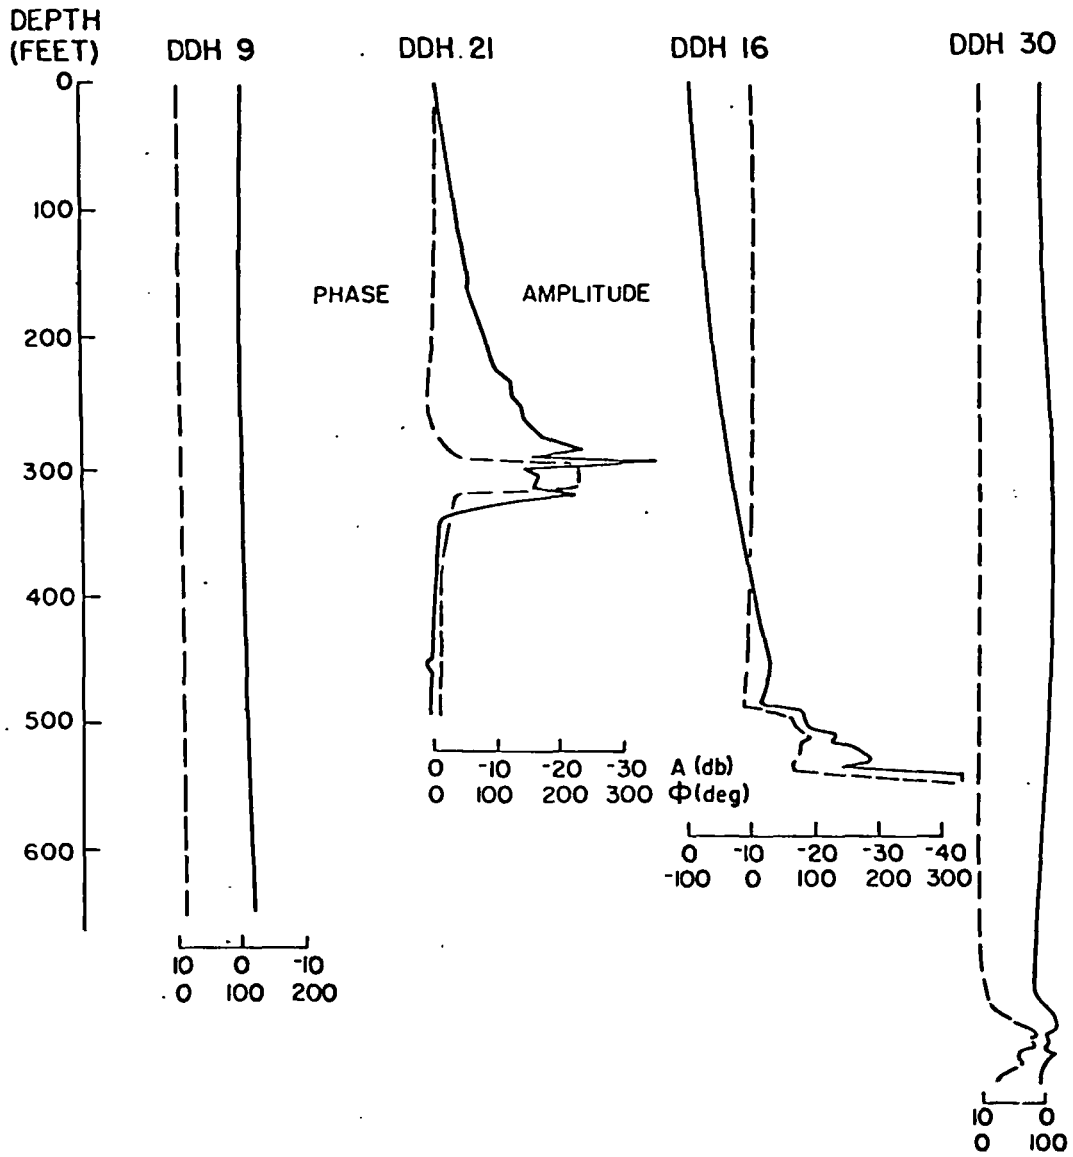 DEPTH
(FEET)
DDH 9
DDH. 21
DDH 16
DDH 30
0
100
PHASE
AMPLITUDE
200
300
400
500
0 -10 -20 -30 A (db)
0 100 200 300 Φ (deg)
600
0 -10 -20 -30 -40
-100 0 100 200 300
10 0 -10
0 100 200
10 0
0 100